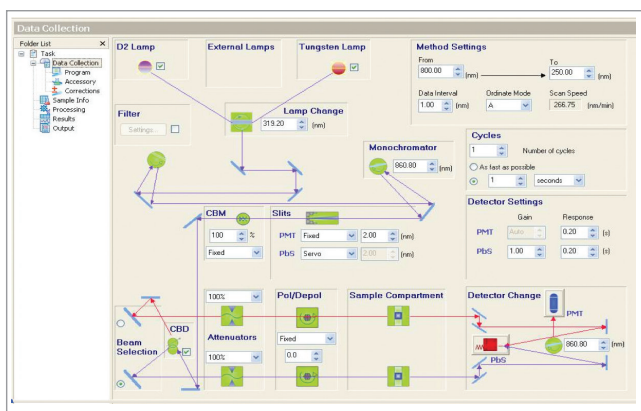 Data Collection
Folder List X
Task
Data Collection
Program
Accessory
Corrections
Sample Info
Processing
Results
Output
D2 Lamp
External Lamps
Tungsten Lamp
Lamp Change
319.20 (nm)
Filter
Settings...
Monochromator
860.80 (nm)
Method Settings
From
800.00 (nm)
To
250.00 (nm)
Data Interval
1.00 (nm)
Ordinate Mode
A
Scan Speed
266.75 (nm/min)
Cycles
1 Number of cycles
As fast as possible
1 seconds
CBM
100 %
Fixed
Slits
PMT Fixed 2.00 (nm)
PbS Servo 2.00 (nm)
Detector Settings
Gain Response
PMT Auto 0.20 (s)
PbS 1.00 0.20 (s)
Beam
Selection
CBD
100%
Attenuators
100%
Pol/Depol
Fixed
0.0
Sample Compartment
Detector Change
PMT
860.80 (nm)
PbS